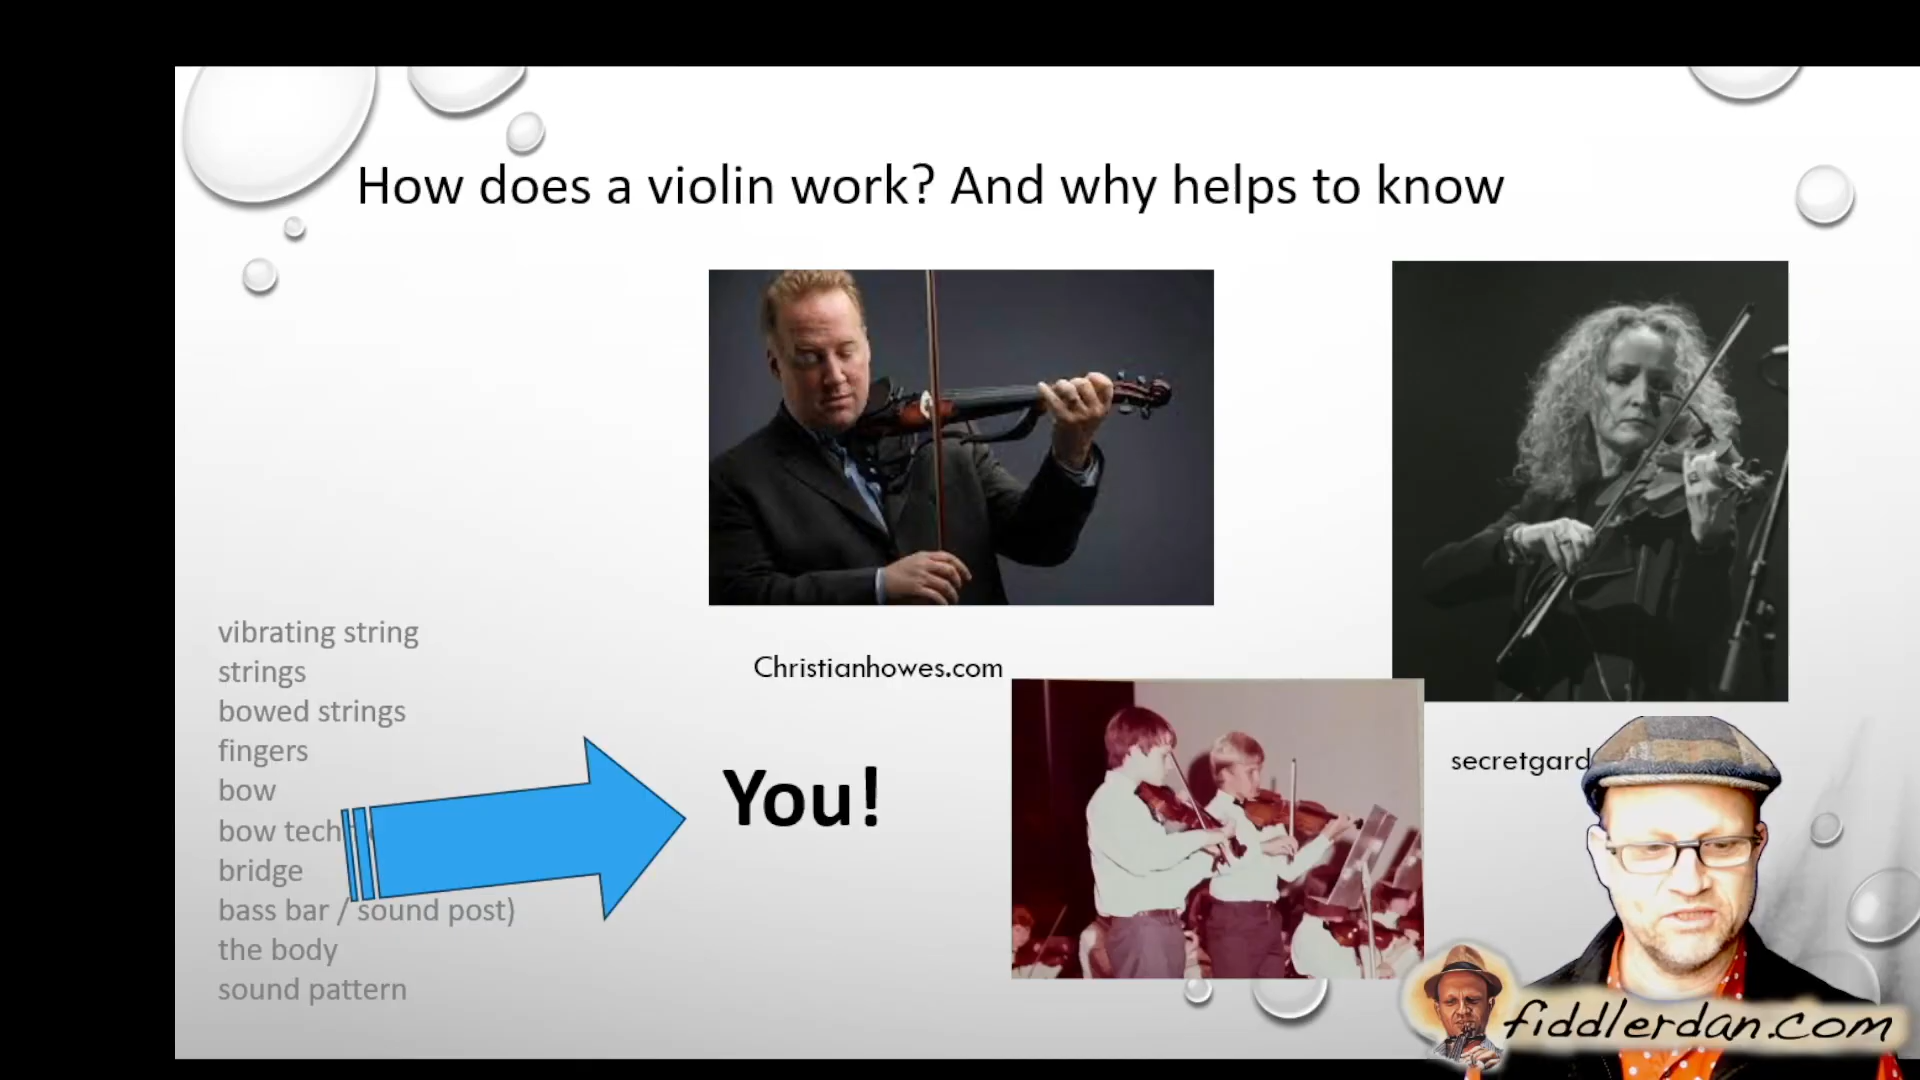 How does a violin work? And why helps to know
Christianhowes.com
secretgard
vibrating string
strings
bowed strings
fingers
bow
bow tech
bridge
bass bar / sound post)
the body
sound pattern
You!
fiddlerdan.com